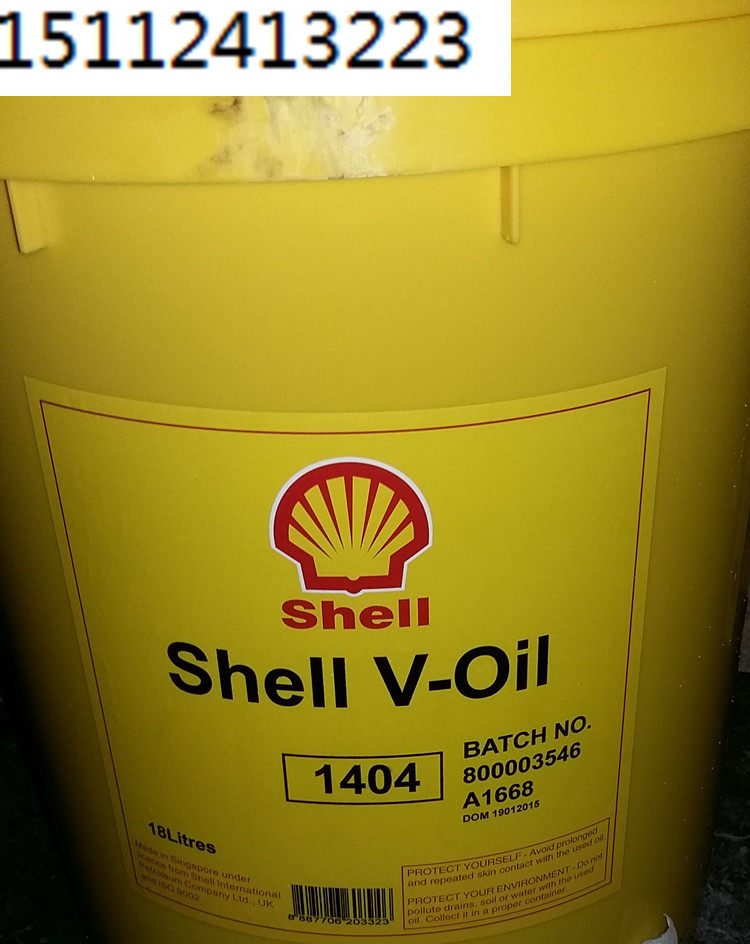 15112413223
Shell
Shell V-Oil
1404
BATCH NO.
800003546
A1668
DOM 19012015
18Litres
Made in Singapore under
licence from Shell International
Petroleum Company Ltd., UK
and ISO 9002
8 887706 203323
PROTECT YOURSELF - Avoid prolonged
and repeated skin contact with the used oil.
PROTECT YOUR ENVIRONMENT - Do not
pollute drains, soil or water with the used
oil. Collect it in a proper container.